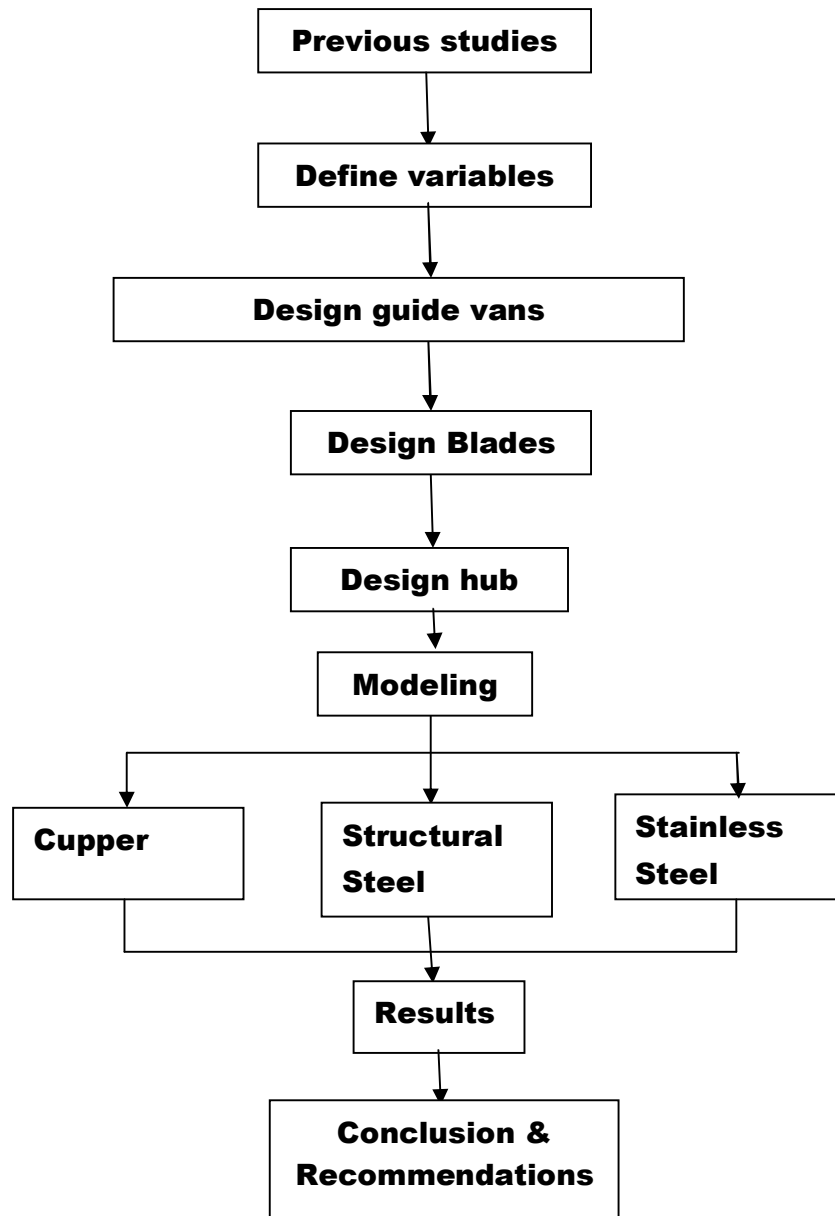 Previous studies
Define variables
Design guide vans
Design Blades
Design hub
Modeling
Cupper
Structural
Steel
Stainless
Steel
Results
Conclusion &
Recommendations